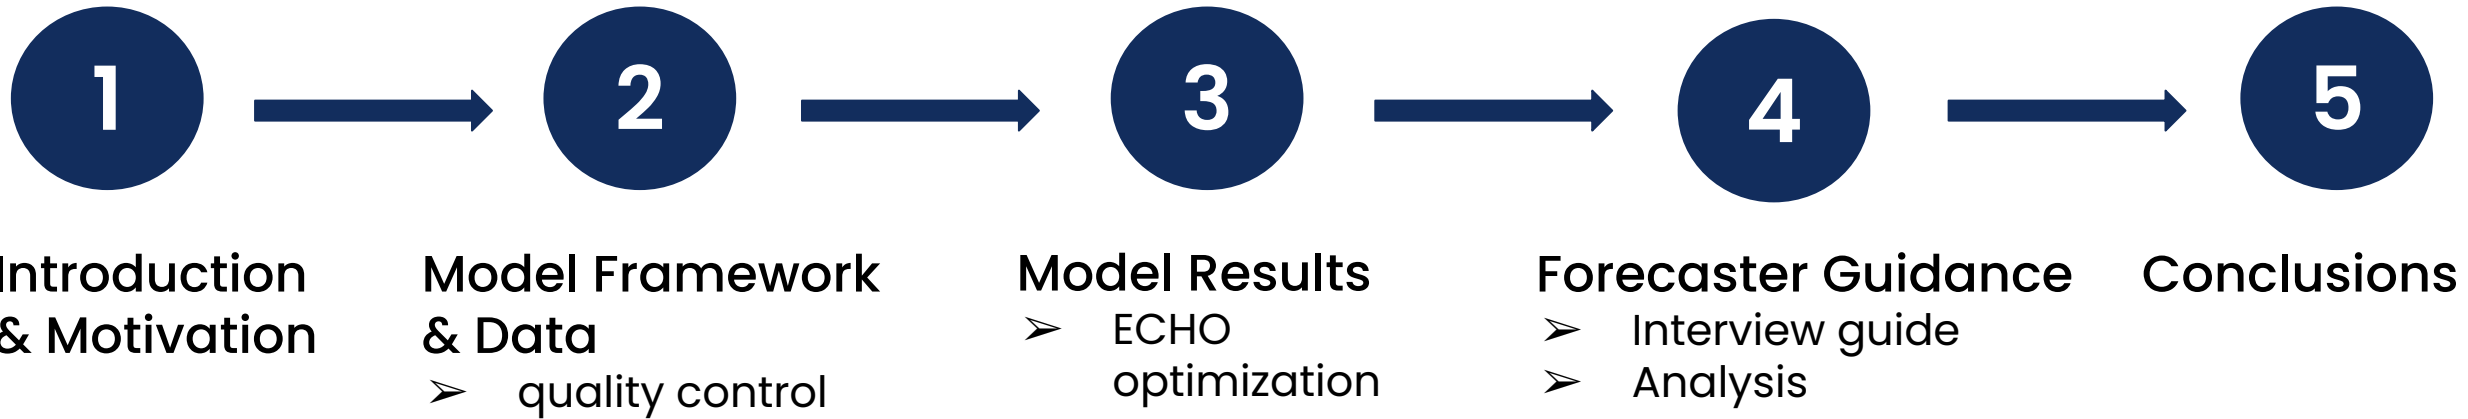 1
2
3
4
5
Introduction
& Motivation
Model Framework
& Data
➢ quality control
Model Results
➢ ECHO
optimization
Forecaster Guidance
➢ Interview guide
➢ Analysis
Conclusions